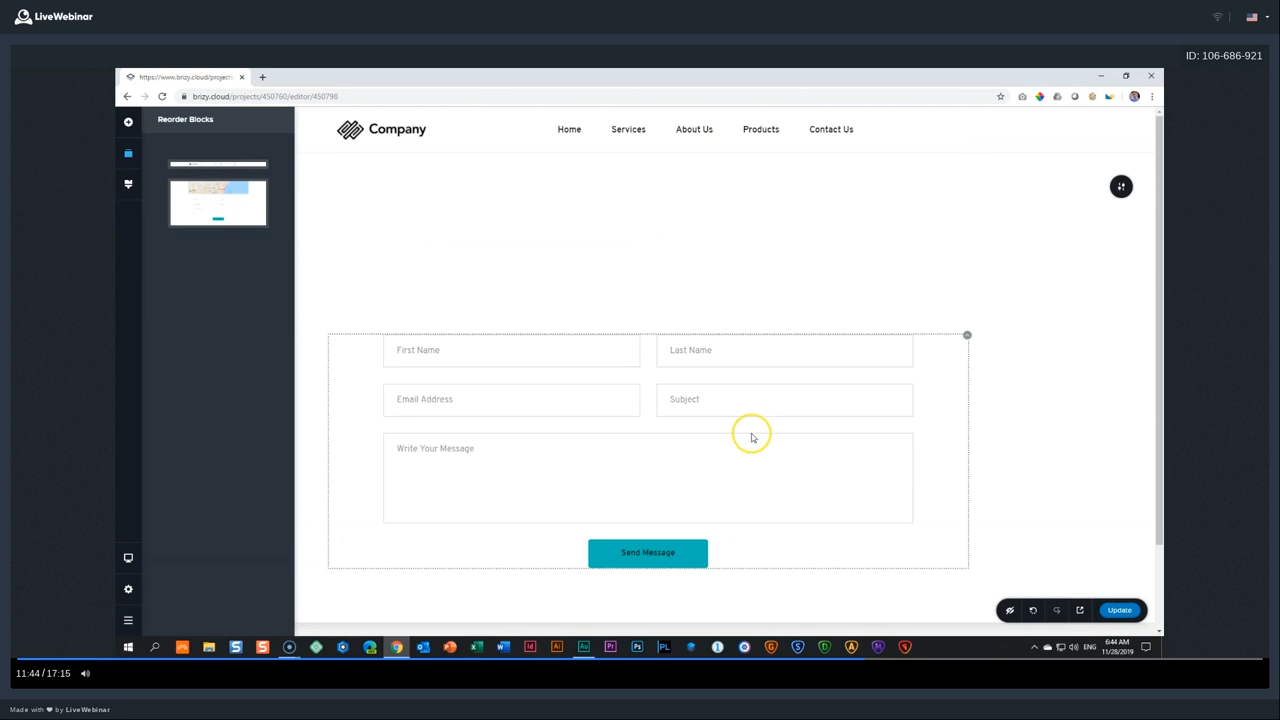 LiveWebinar
ID: 106-686-921
https://www.brizy.cloud/projects
brizy.cloud/projects/450760/editor/450798
Reorder Blocks
Company
Home
Services
About Us
Products
Contact Us
First Name
Last Name
Email Address
Subject
Write Your Message
Send Message
Update
6:44 AM
ENG
11/28/2019
11:44 / 17:15
Made with ❤ by LiveWebinar